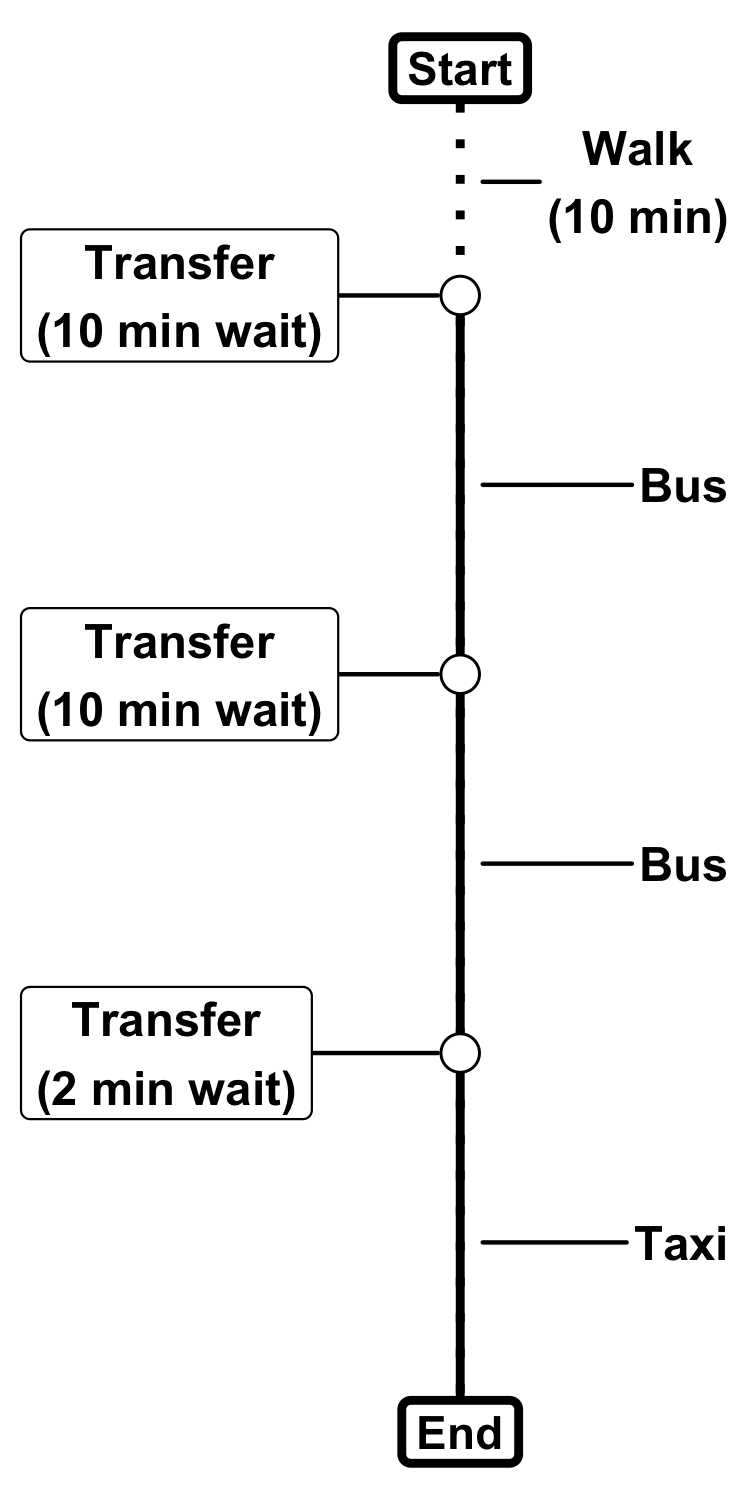 Start
Walk
(10 min)
Transfer
(10 min wait)
Bus
Transfer
(10 min wait)
Bus
Transfer
(2 min wait)
Taxi
End